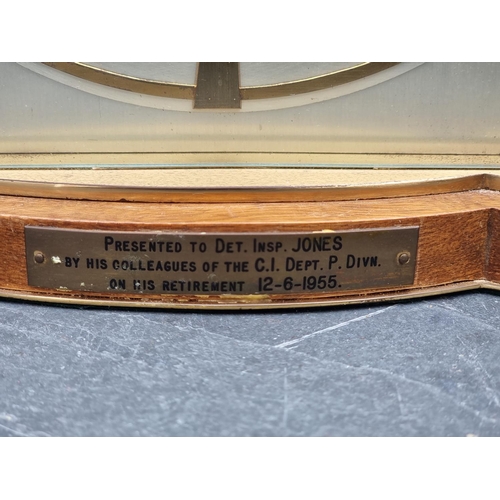 PRESENTED TO DET. INSP. JONES
BY HIS COLLEAGUES OF THE C.I. DEPT. P. DIVN.
ON HIS RETIREMENT 12-6-1955.